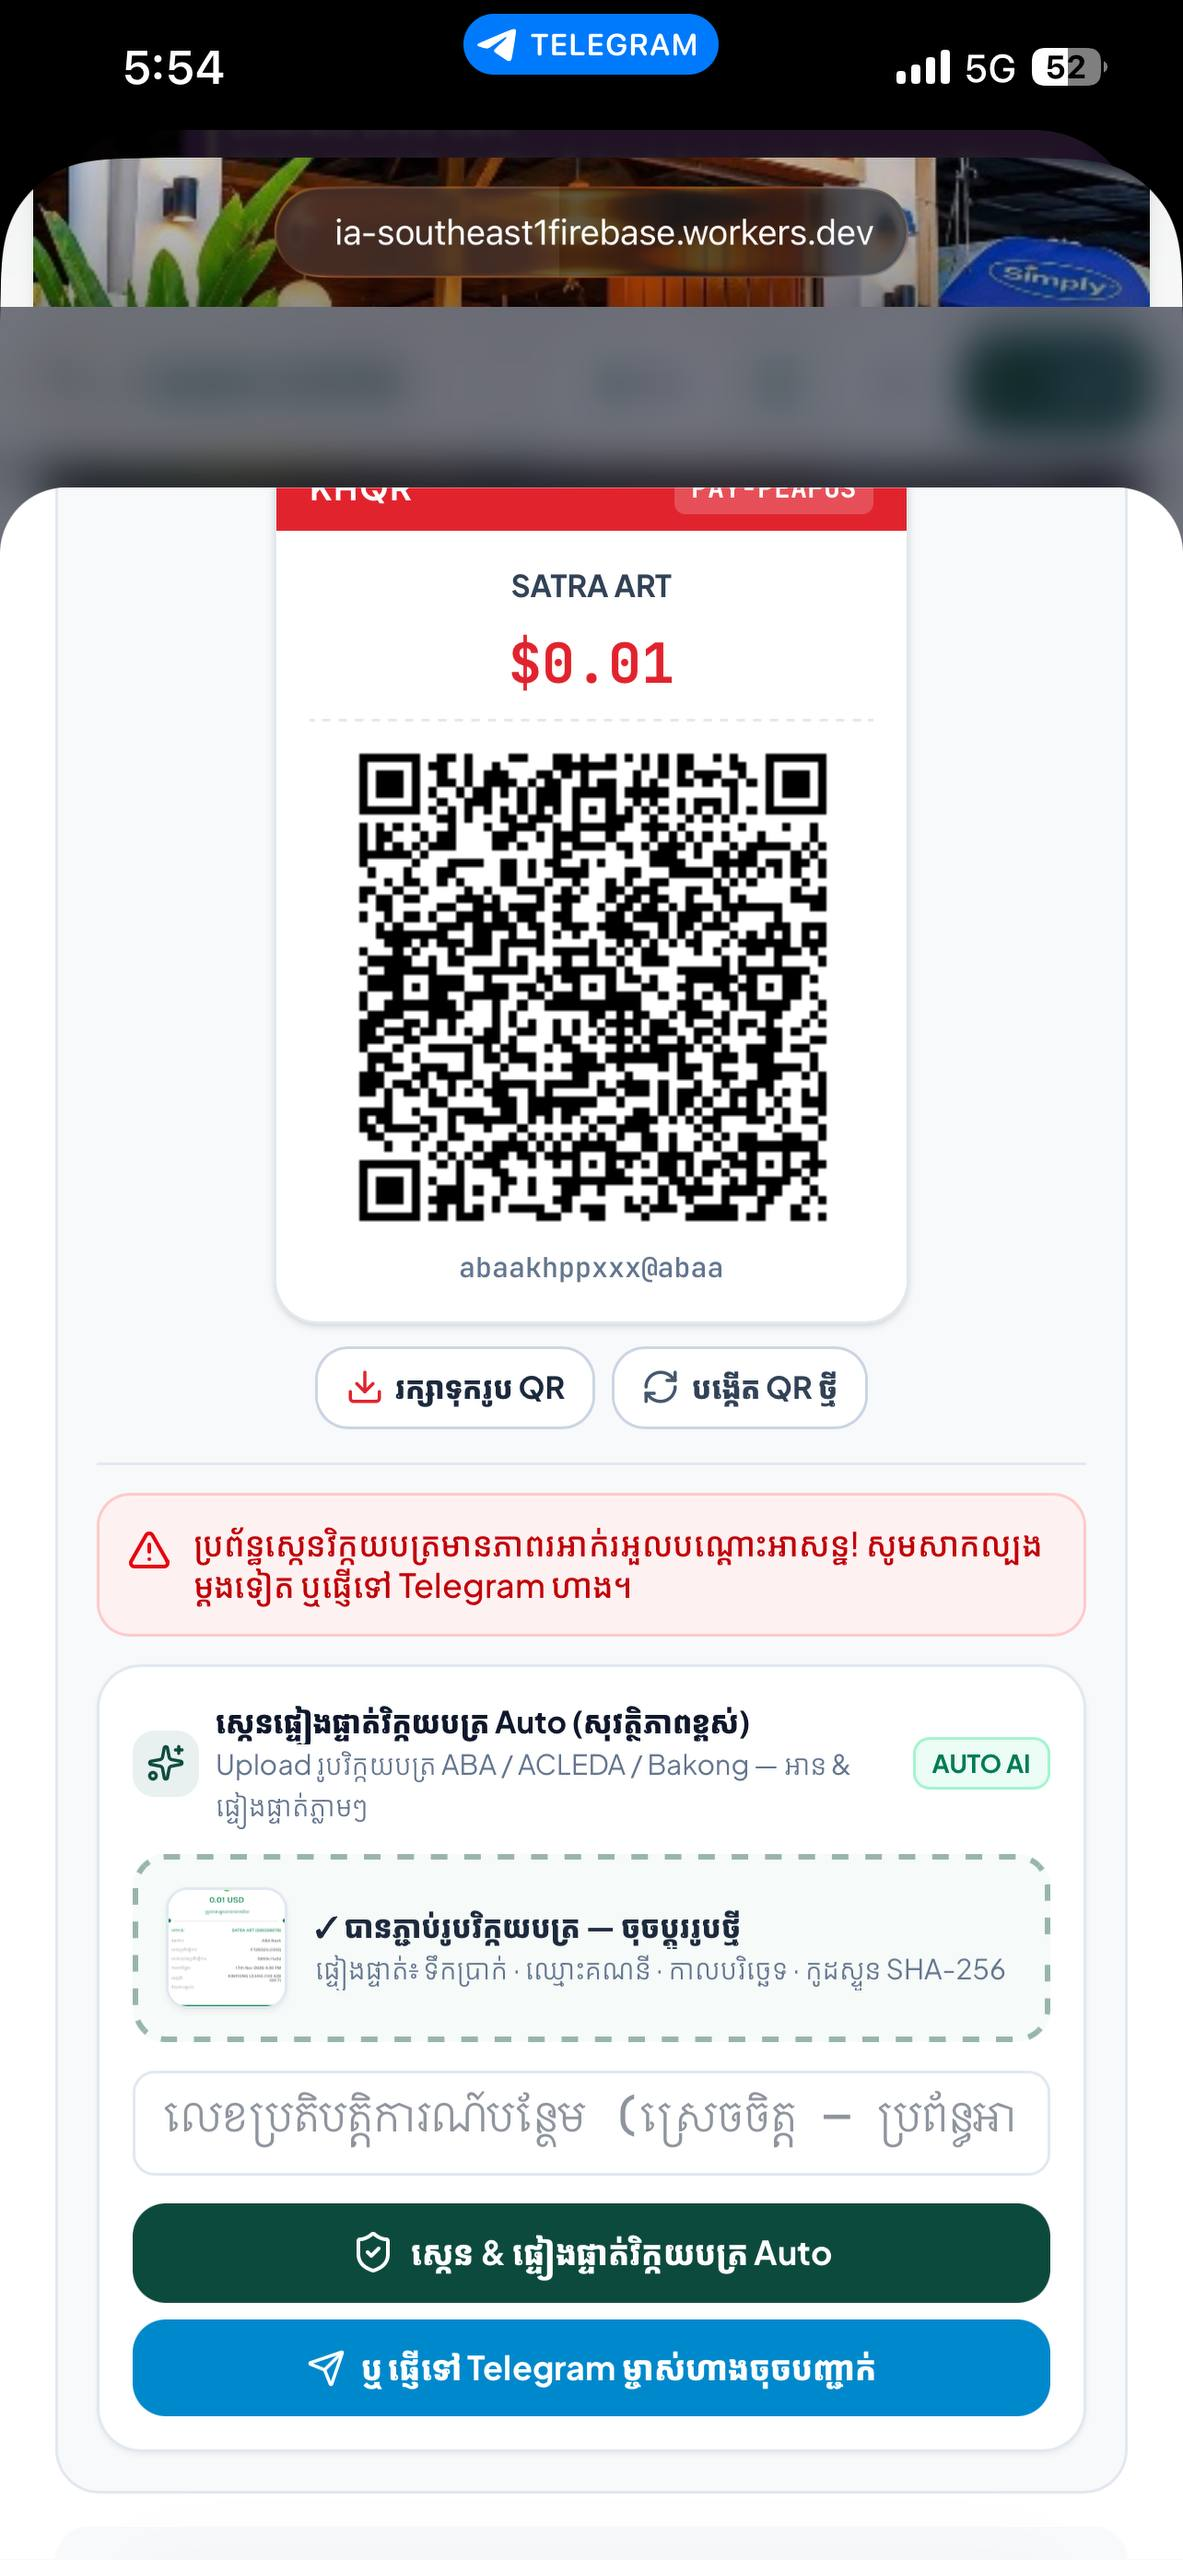 5:54
TELEGRAM
5G
52
ia-southeast1firebase.workers.dev
Simply
KHQR
PAY-PEAFUS
SATRA ART
$0.01
abaakhppxxx@abaa
រក្សាទុករូប QR
បង្កើត QR ថ្មី
ប្រព័ន្ធស្កេនវិក្កយបត្រមានភាពរអាក់រអួលបណ្តោះអាសន្ន! សូមសាកល្បង
ម្តងទៀត ឬផ្ញើទៅ Telegram ហាង។
ស្កេនផ្ទៀងផ្ទាត់វិក្កយបត្រ Auto (សុវត្ថិភាពខ្ពស់)
Upload រូបវិក្កយបត្រ ABA / ACLEDA / Bakong — អាន &
ផ្ទៀងផ្ទាត់ភ្លាមៗ
AUTO AI
0.01 USD
✓ បានភ្ជាប់រូបវិក្កយបត្រ — ចុចប្តូររូបថ្មី
ផ្ទៀងផ្ទាត់៖ ទឹកប្រាក់ · ឈ្មោះគណនី · កាលបរិច្ឆេទ · កូដស្ទួន SHA-256
លេខប្រតិបត្តិការណ៍បន្ថែម (ស្រេចចិត្ត – ប្រព័ន្ធអា
ស្កេន & ផ្ទៀងផ្ទាត់វិក្កយបត្រ Auto
ឬ ផ្ញើទៅ Telegram ម្ចាស់ហាងចុចបញ្ជាក់